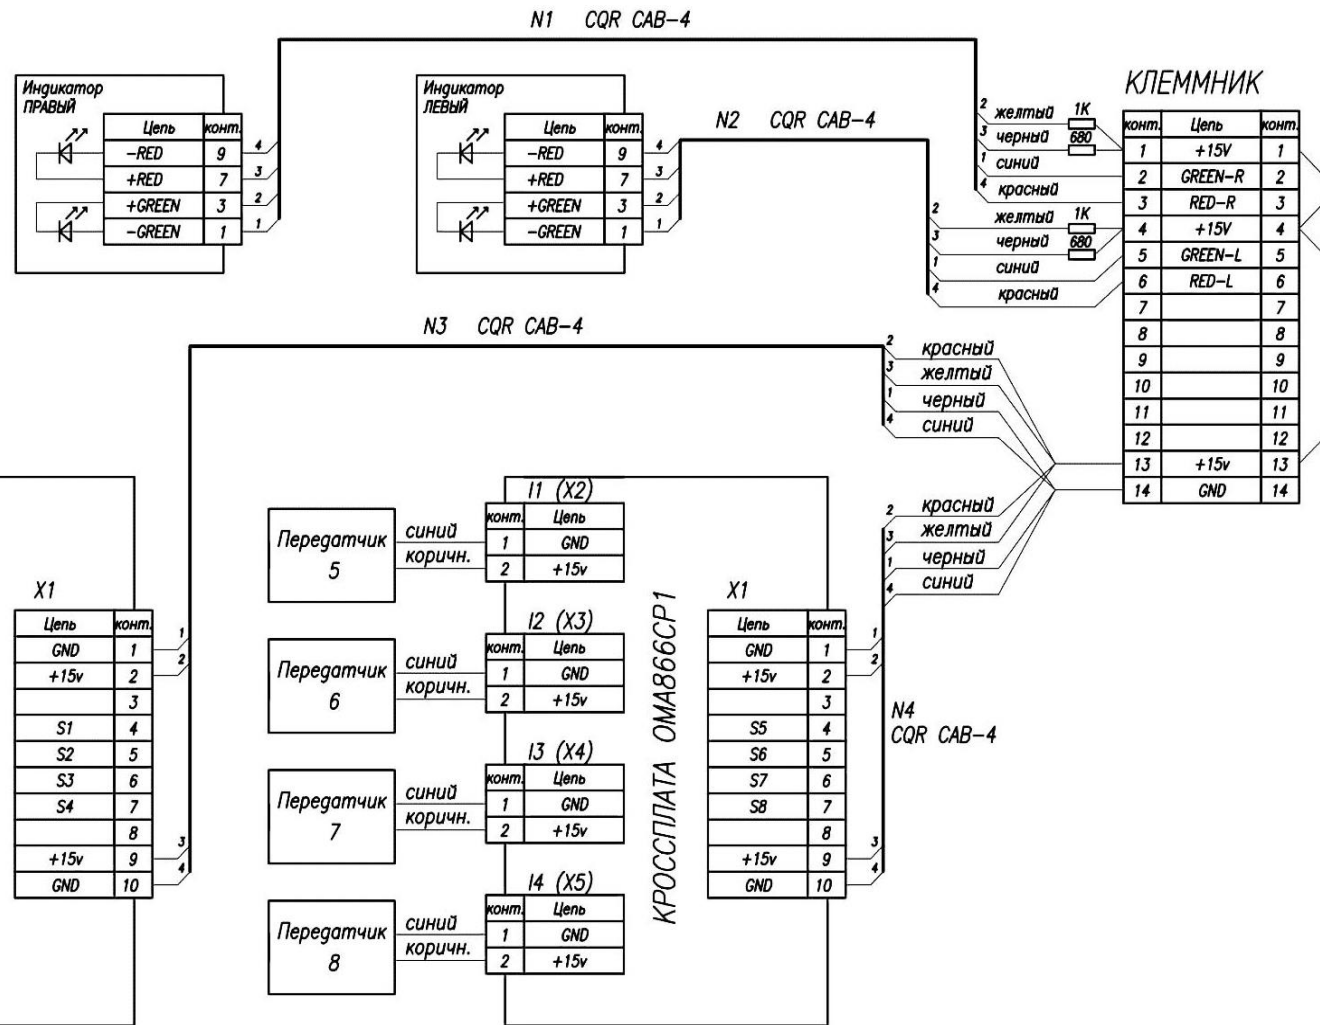 N1 CQR CAB-4
Индикатор
ПРАВЫЙ
Цепь конт.
-RED 9 4
+RED 7 3
+GREEN 3 2
-GREEN 1 1
Индикатор
ЛЕВЫЙ
Цепь конт.
-RED 9 4
+RED 7 3
+GREEN 3 2
-GREEN 1 1
N2 CQR CAB-4
2 желтый 1K
3 черный 680
1 синий
4 красный
2 желтый 1K
3 черный 680
1 синий
4 красный
КЛЕММНИК
конт. Цепь конт.
1 +15V 1
2 GREEN-R 2
3 RED-R 3
4 +15V 4
5 GREEN-L 5
6 RED-L 6
7 7
8 8
9 9
10 10
11 11
12 12
13 +15v 13
14 GND 14
N3 CQR CAB-4
2 красный
3 желтый
1 черный
4 синий
2 красный
3 желтый
1 черный
4 синий
X1
Цепь конт.
GND 1 1
+15v 2 2
3
S1 4
S2 5
S3 6
S4 7
8
+15v 9 3
GND 10 4
Передатчик
5
синий
коричн.
I1 (X2)
конт. Цепь
1 GND
2 +15v
Передатчик
6
синий
коричн.
I2 (X3)
конт. Цепь
1 GND
2 +15v
Передатчик
7
синий
коричн.
I3 (X4)
конт. Цепь
1 GND
2 +15v
Передатчик
8
синий
коричн.
I4 (X5)
конт. Цепь
1 GND
2 +15v
КРОССПЛАТА OMA866CP1
X1
Цепь конт.
GND 1 1
+15v 2 2
3
S5 4
S6 5
S7 6
S8 7
8
+15v 9 3
GND 10 4
N4
CQR CAB-4